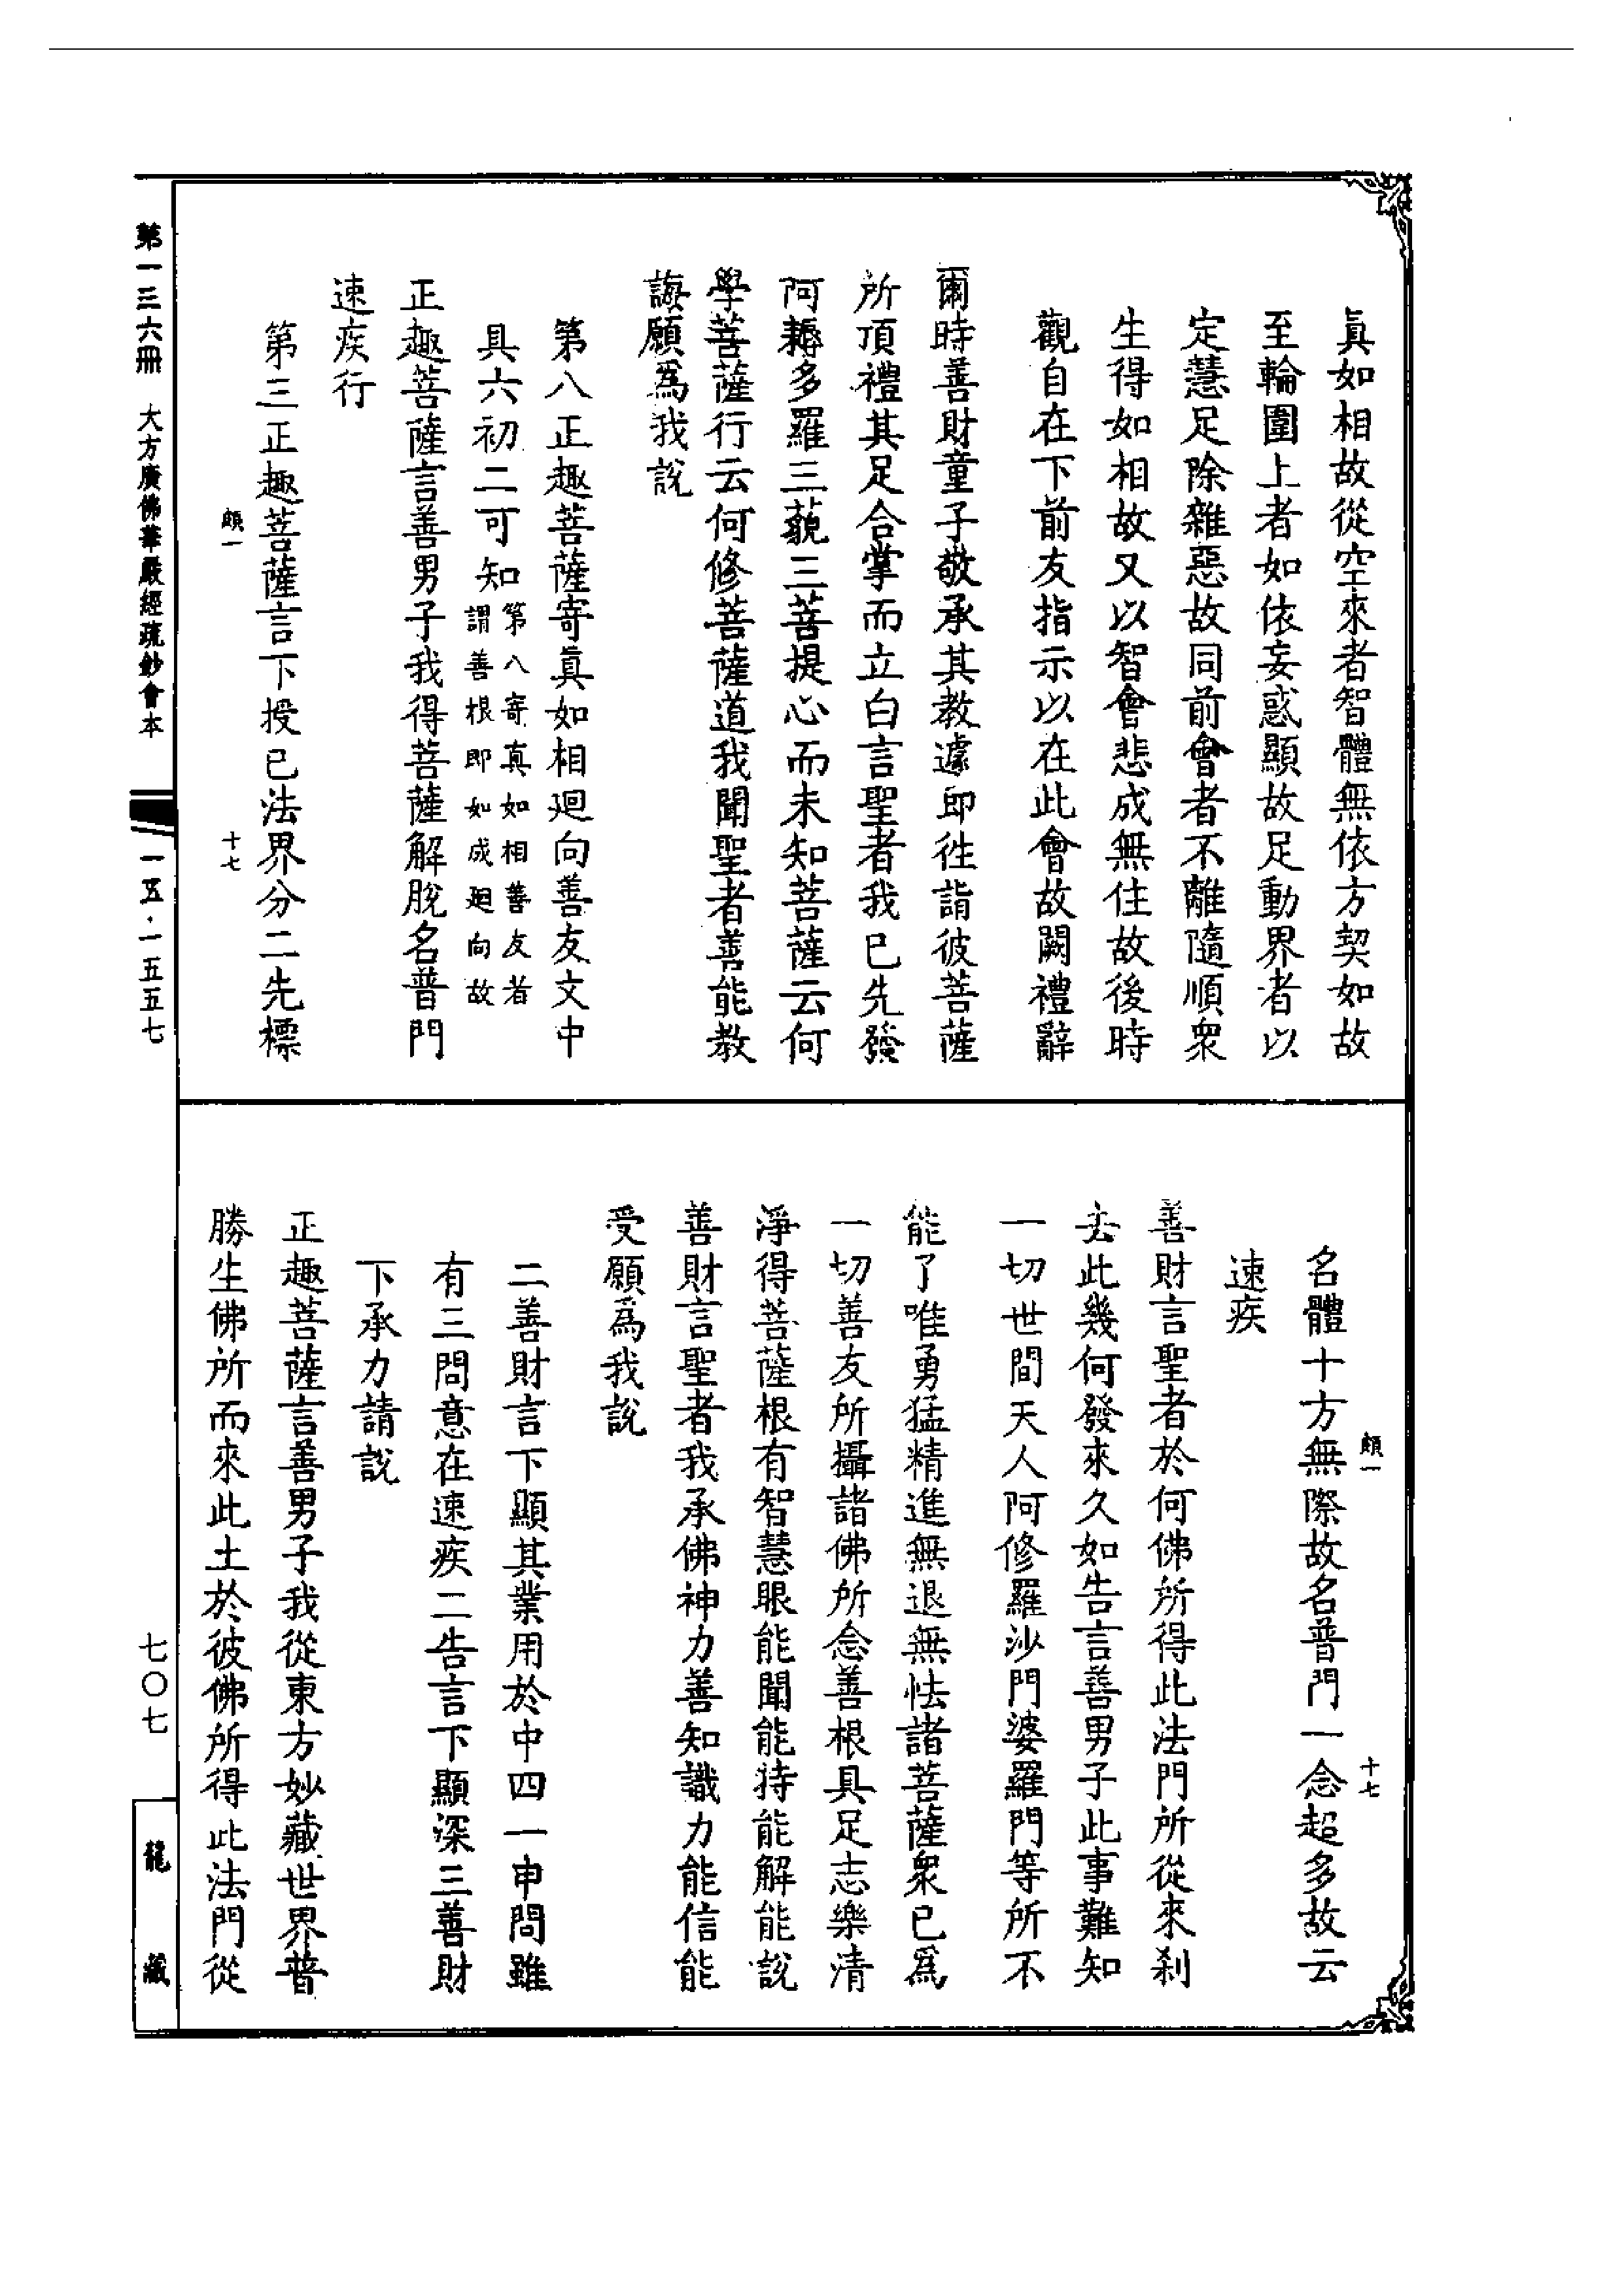 眞如相故從空來者智體無依方契如故
至輪圍上者如依妄惑顯故足動界者以
定慧足除雜惡故同前會者不離隨順衆
生得如相故又以智會悲成無住故後時
觀自在下前友指示以在此會故闕禮辭
爾時善財童子敬承其教遽卽往詣彼菩薩
所頂禮其足合掌而立白言聖者我已先發
阿耨多羅三藐三菩提心而未知菩薩云何
學菩薩行云何修菩薩道我聞聖者善能教
誨願爲我說
第八正趣菩薩寄真如相迴向善友文中
具六初二可知第八寄真如相善友者
謂善根卽如成迴向故
正趣菩薩言善男子我得菩薩解脫名普門
速疾行
第三正趣菩薩言下授已法界分二先標
頗一 十七
頗一 十七
名體十方無際故名普門一念超多故云
速疾
善財言聖者於何佛所得此法門所從來刹
去此幾何發來久如告言善男子此事難知
一切世間天人阿修羅沙門婆羅門等所不
能了唯勇猛精進無退無怯諸菩薩衆已爲
一切善友所攝諸佛所念善根具足志樂清
淨得菩薩根有智慧眼能聞能持能解能說
善財言聖者我承佛神力善知識力能信能
受願爲我說
二善財言下顯其業用於中四一申問雖
有三問意在速疾二告言下顯深三善財
下承力請說
正趣菩薩言善男子我從東方妙藏世界普
勝生佛所而來此土於彼佛所得此法門從
第一三六冊 大方廣佛華嚴經疏鈔會本 一五·一五五七
七〇七
龍藏